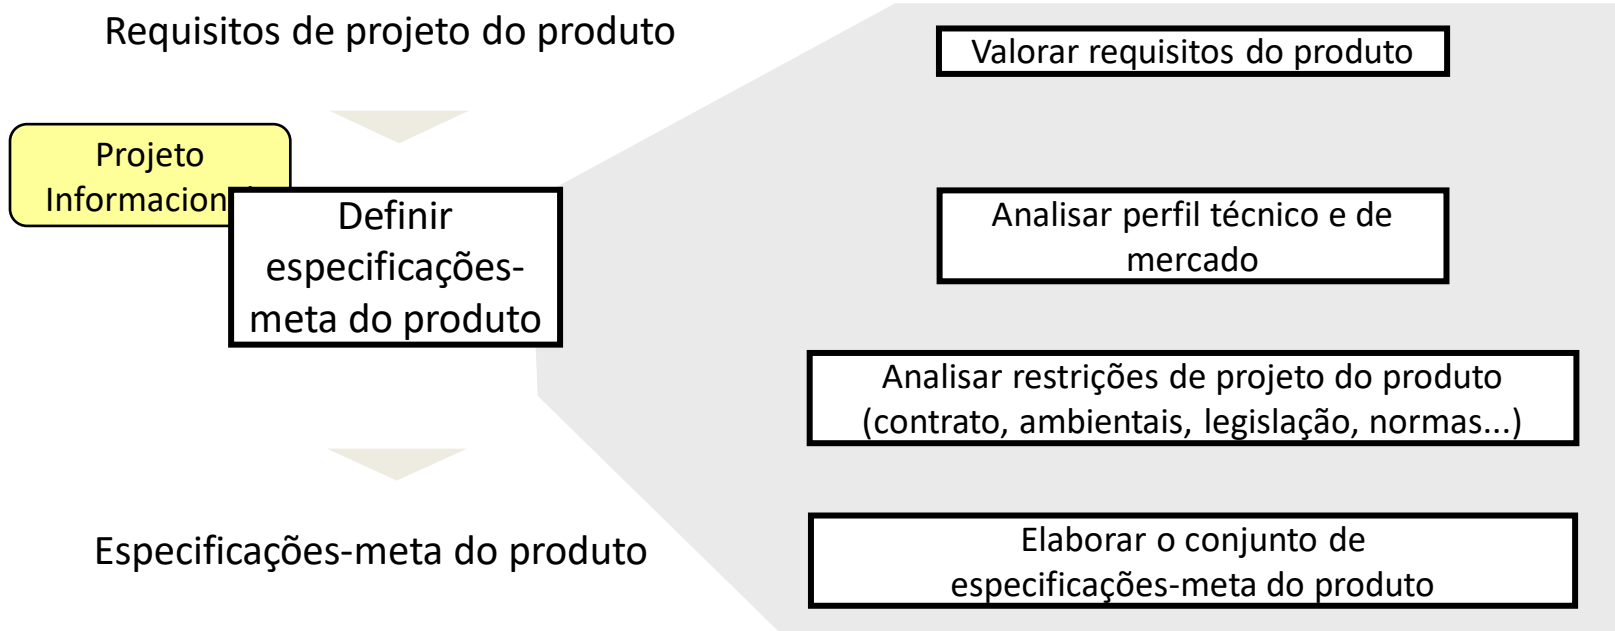 Requisitos de projeto do produto
Projeto
Informacion
Definir
especificações-
meta do produto
Especificações-meta do produto
Valorar requisitos do produto
Analisar perfil técnico e de
mercado
Analisar restrições de projeto do produto
(contrato, ambientais, legislação, normas...)
Elaborar o conjunto de
especificações-meta do produto